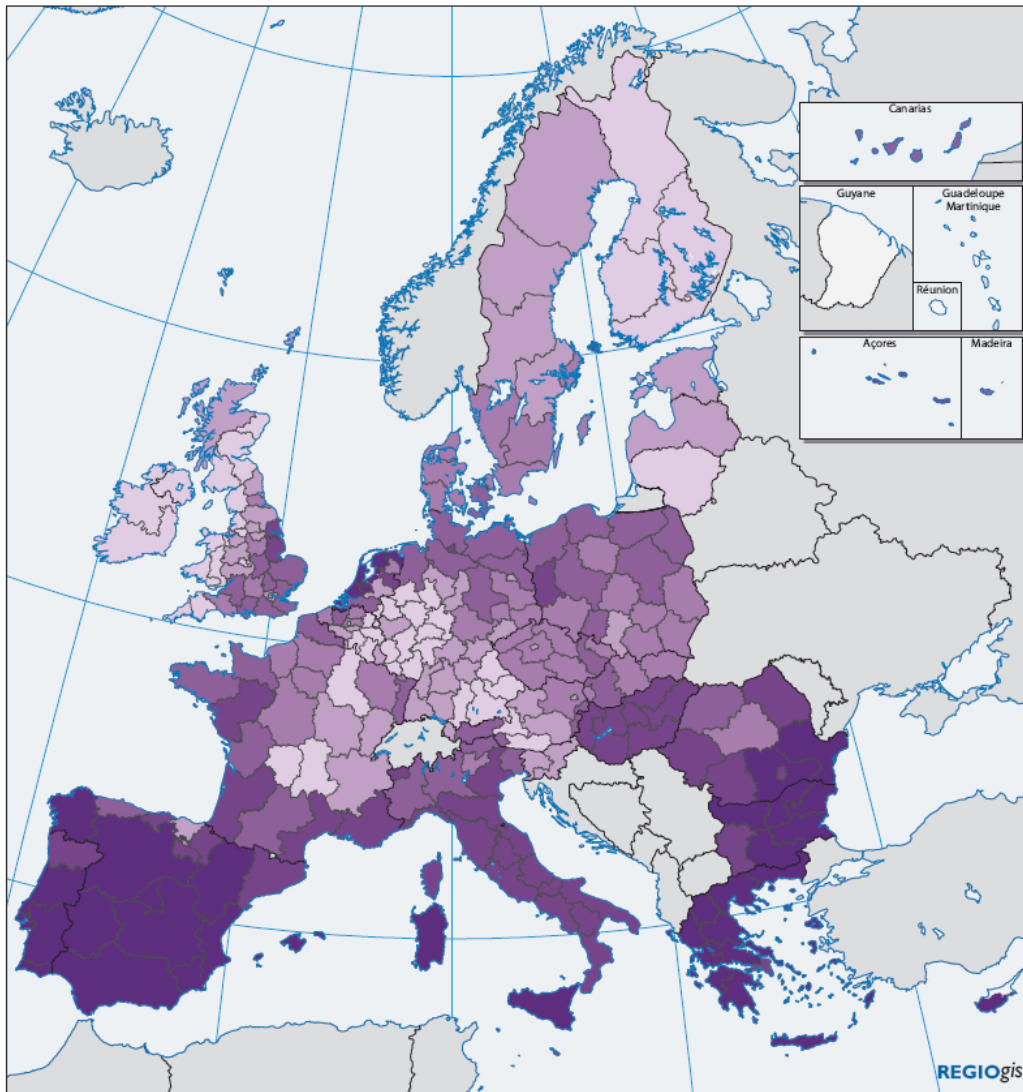 Canarias
Guyane
Guadeloupe
Martinique
Réunion
Açores
Madeira
REGIOgis